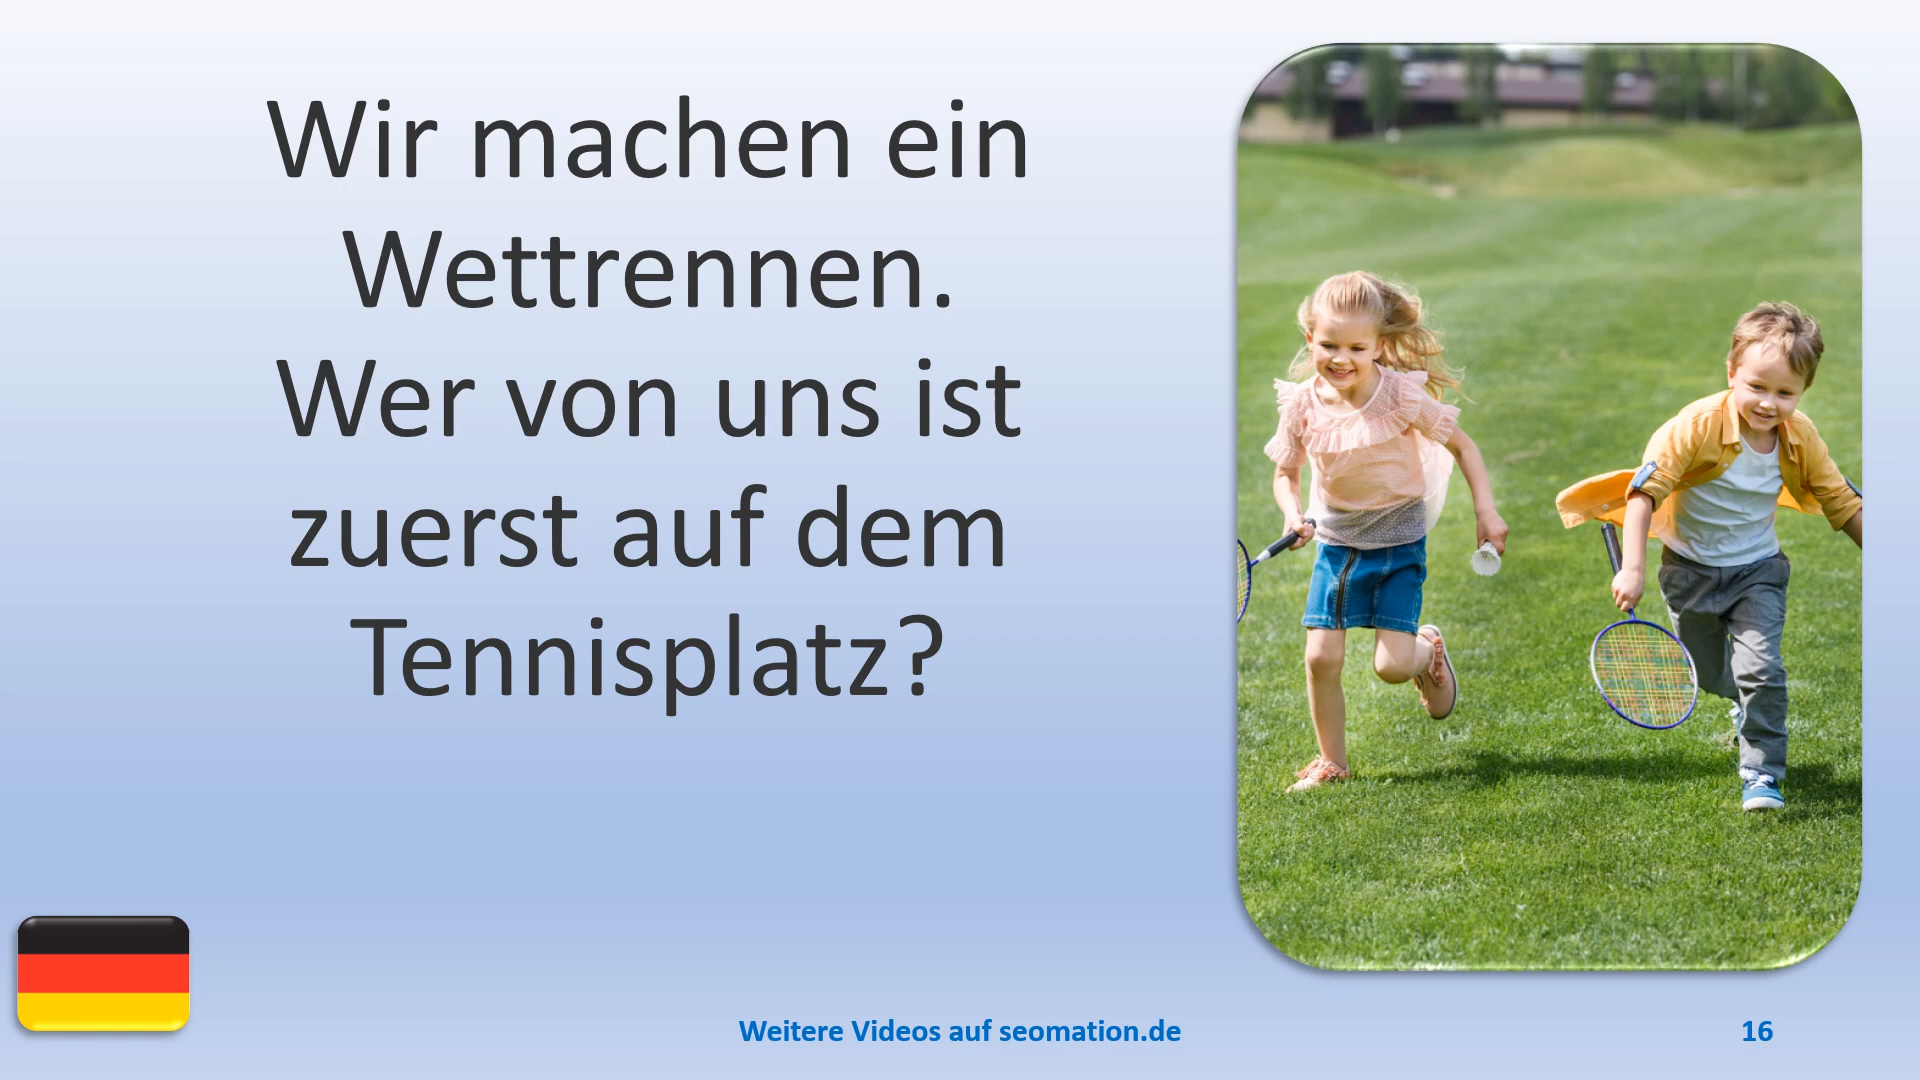 Wir machen ein
Wettrennen.
Wer von uns ist
zuerst auf dem
Tennisplatz?
Weitere Videos auf seomation.de
16